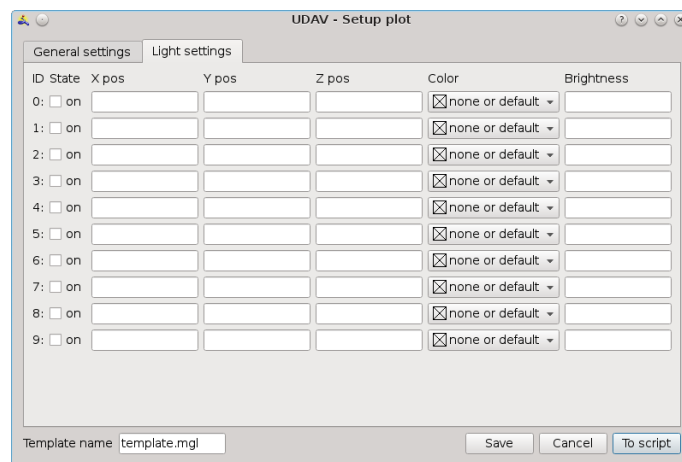 UDAV - Setup plot
General settings Light settings
ID State X pos Y pos Z pos Color Brightness
0: on none or default
1: on none or default
2: on none or default
3: on none or default
4: on none or default
5: on none or default
6: on none or default
7: on none or default
8: on none or default
9: on none or default
Template name template.mgl Save Cancel To script